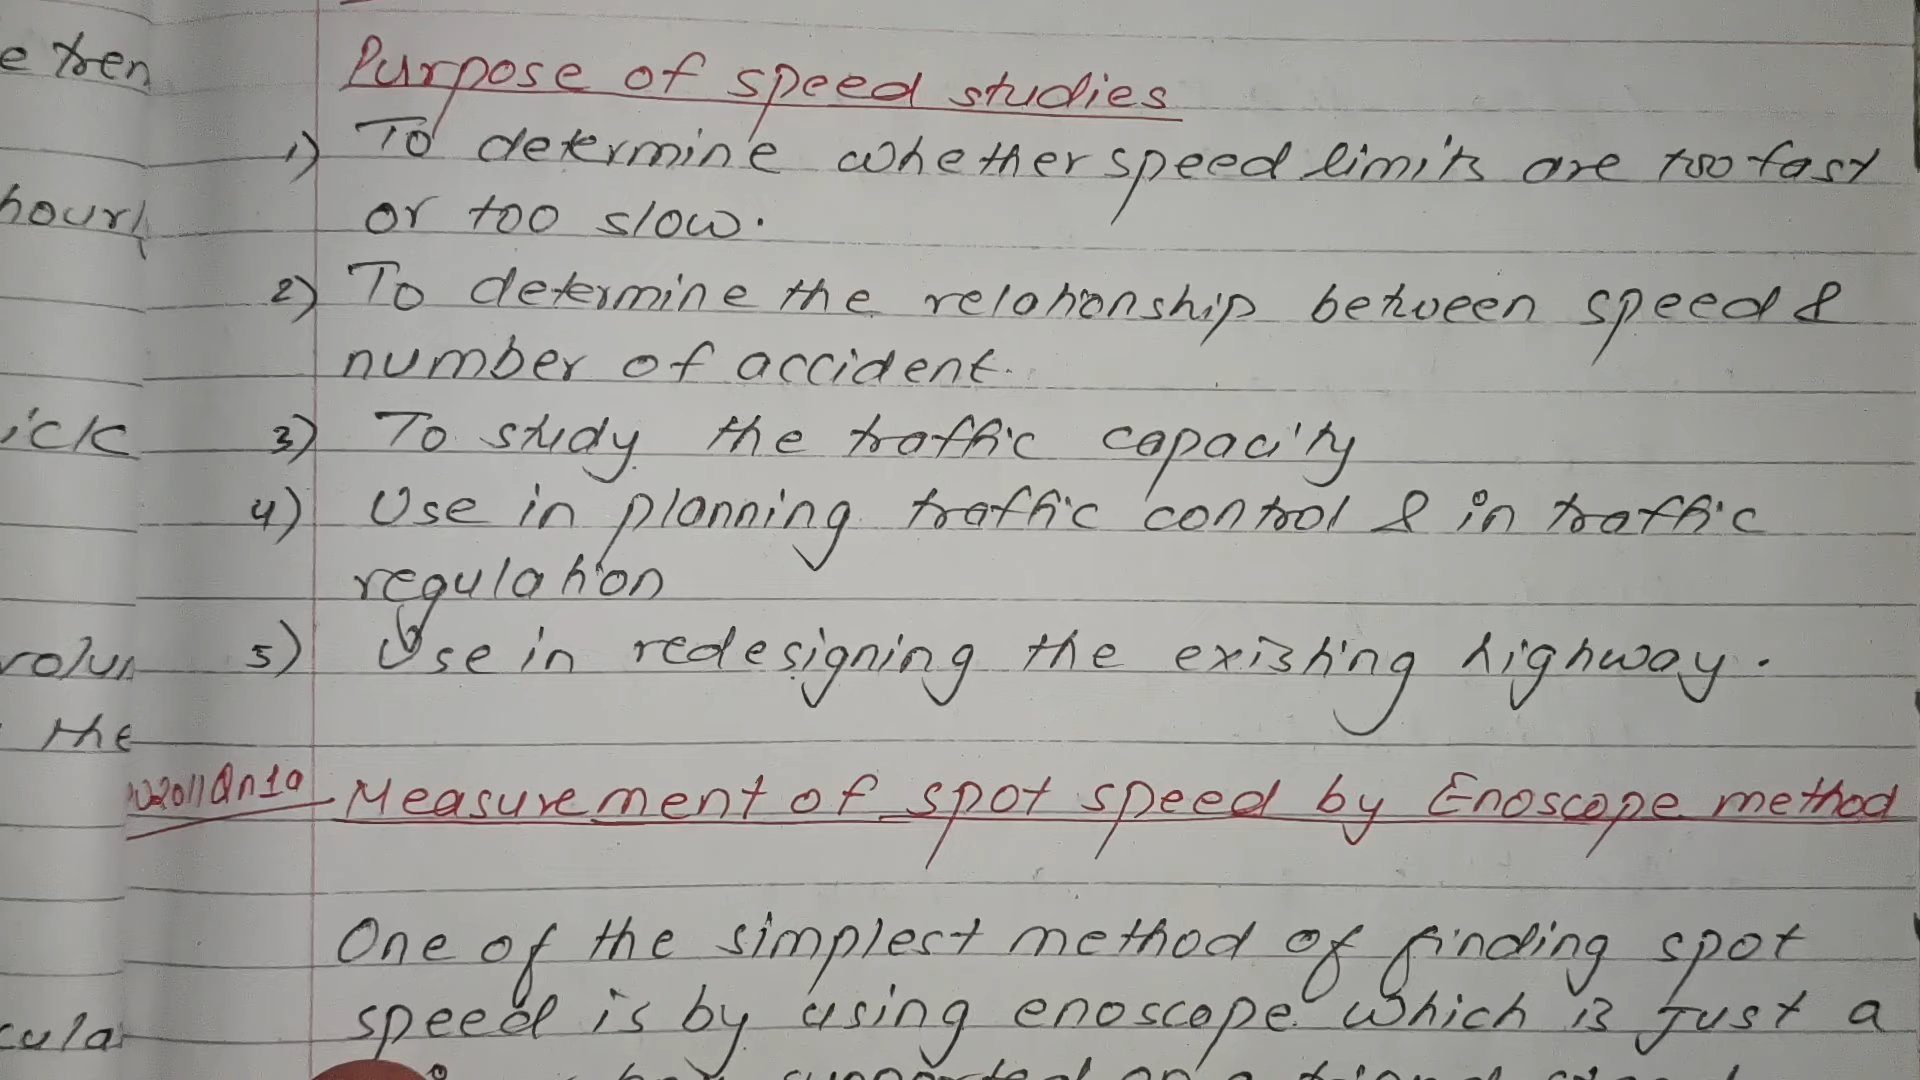 Purpose of speed studies
1) To determine whether speed limits are too fast
or too slow.
2) To determine the relationship between speed &
number of accident.
3) To study the traffic capacity
4) Use in planning traffic control & in traffic
regulation
5) Use in redesigning the existing highway.
Measurement of spot speed by Enoscope method
One of the simplest method of finding spot
speed is by using enoscope which is just a
supported on a